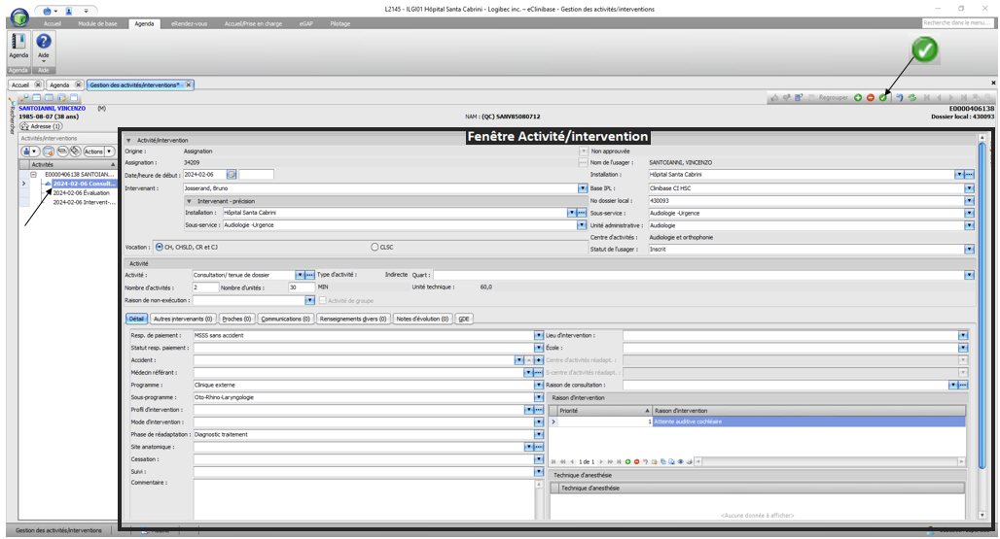 L2145 - ILGI01 Hôpital Santa Cabrini - Logibec inc. – eClinibase - Gestion des activités/interventions
Accueil Module de base Agenda eRendez-vous Accueil/Prise en charge eGAP Pilotage
Recherche dans le menu...
Agenda Aide
Agenda Aide
Accueil Agenda Gestion des activités/interventions*
Regrouper
Recherche
SANTOIANNI, VINCENZO (M) E0000406138
1985-08-07 (38 ans) NAM : (QC) SANV85080712 Dossier local : 430093
Adresse (1)
Fenêtre Activité/intervention
Activités/interventions
Actions
Activités
E0000406138 SANTOIAN...
2024-02-06 Consult...
2024-02-06 Évaluation
2024-02-06 Intervent-...
Activité/intervention
Origine : Assignation Non approuvée
Assignation : 34209 Nom de l'usager : SANTOIANNI, VINCENZO
Date/heure de début : 2024-02-06 Installation : Hôpital Santa Cabrini
Intervenant : Josserand, Bruno Base IPL : Clinibase CI HSC
Intervenant - précision No dossier local : 430093
Installation : Hôpital Santa Cabrini Sous-service : Audiologie -Urgence
Sous-service : Audiologie -Urgence Unité administrative : Audiologie
Centre d'activités : Audiologie et orthophonie
Vocation : CH, CHSLD, CR et CJ CLSC Statut de l'usager : Inscrit
Activité
Activité : Consultation/ tenue de dossier Type d'activité : Indirecte Quart :
Nombre d'activités : 2 Nombre d'unités : 30 MIN Unité technique : 60,0
Raison de non-exécution : Activité de groupe
Détail Autres intervenants (0) Proches (0) Communications (0) Renseignements divers (0) Notes d'évolution (0) GDE
Resp. de paiement : MSSS sans accident Lieu d'intervention :
Statut resp. paiement : École :
Accident : Centre d'activités réadapt. :
Médecin référant : S-centre d'activités réadapt. :
Programme : Clinique externe Raison de consultation :
Sous-programme : Oto-Rhino-Laryngologie Raison d'intervention
Profil d'intervention : Priorité Raison d'intervention
Mode d'intervention : 1 Atteinte auditive cochléaire
Phase de réadaptation : Diagnostic traitement
Site anatomique :
Cessation : 1 de 1
Suivi : Technique d'anesthésie
Commentaire : Technique d'anesthésie
<Aucune donnée à afficher>
Gestion des activités/interventions